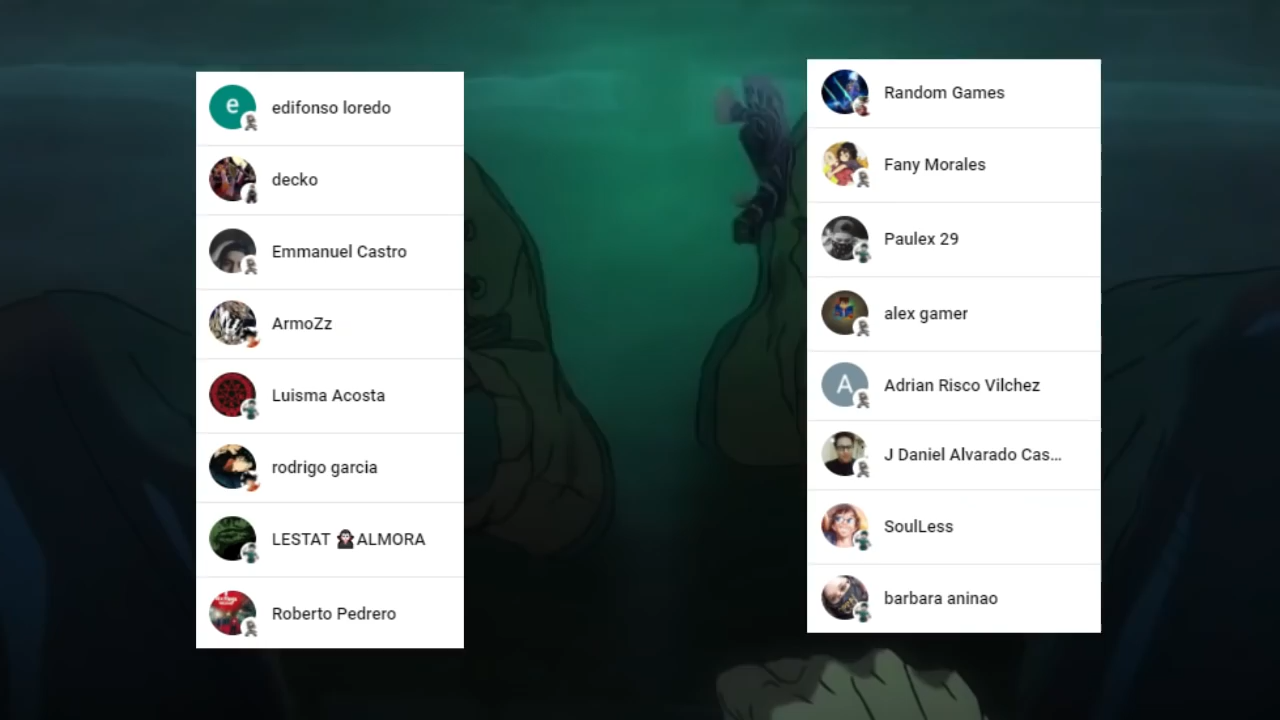 e
edifonso loredo
decko
Emmanuel Castro
ArmoZz
Luisma Acosta
rodrigo garcia
LESTAT 🧛🏻ALMORA
Roberto Pedrero
Random Games
Fany Morales
Paulex 29
alex gamer
A
Adrian Risco Vilchez
J Daniel Alvarado Cas...
SoulLess
barbara aninao